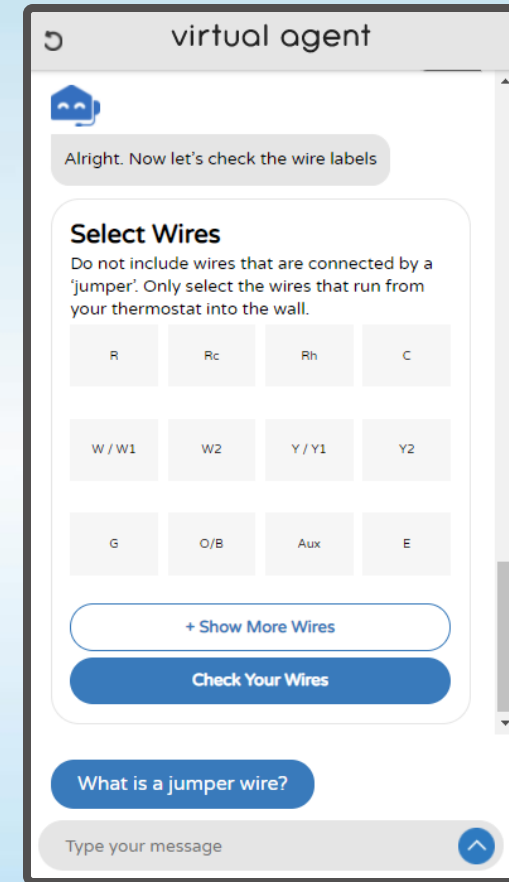 virtual agent
Alright. Now let's check the wire labels
Select Wires
Do not include wires that are connected by a
‘jumper’. Only select the wires that run from
your thermostat into the wall.
R Rc Rh C
W / W1 W2 Y / Y1 Y2
G O/B Aux E
+ Show More Wires
Check Your Wires
What is a jumper wire?
Type your message